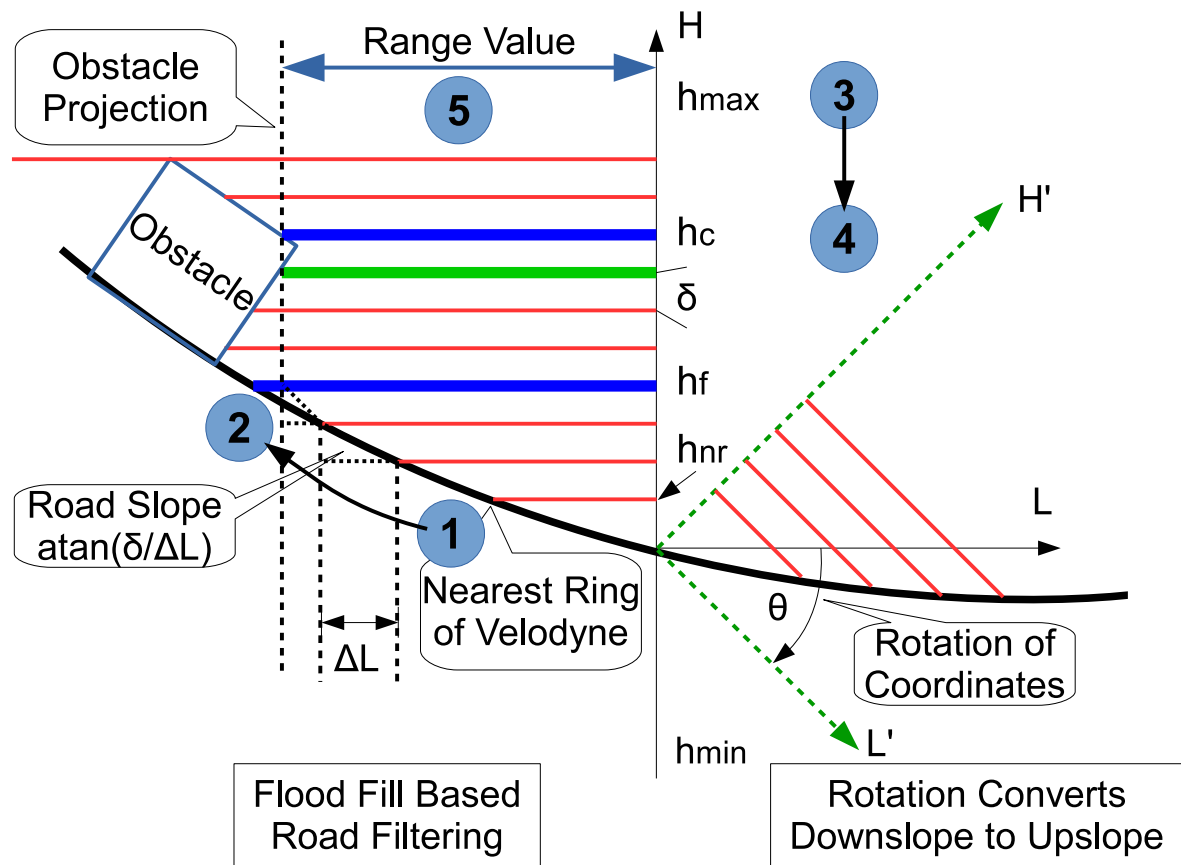 Obstacle
Projection
Range Value
5
H
hmax
3
4
H'
Obstacle
hc
δ
hf
2
hnr
Road Slope
atan(δ/ΔL)
1
L
Nearest Ring
of Velodyne
θ
ΔL
Rotation of
Coordinates
hmin
L'
Flood Fill Based
Road Filtering
Rotation Converts
Downslope to Upslope